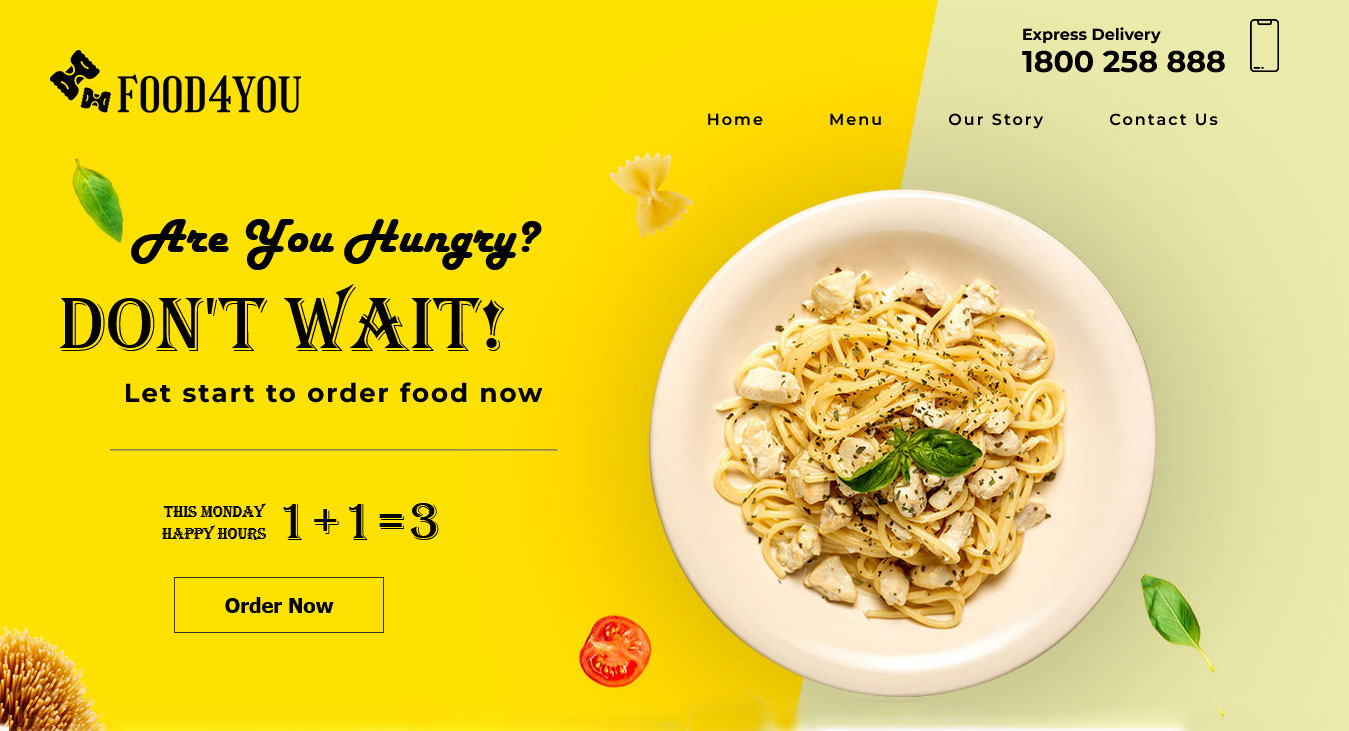 Express Delivery
1800 258 888
FOOD4YOU
Home Menu Our Story Contact Us
Are You Hungry?
DON'T WAIT!
Let start to order food now
THIS MONDAY
HAPPY HOURS
1+1=3
Order Now